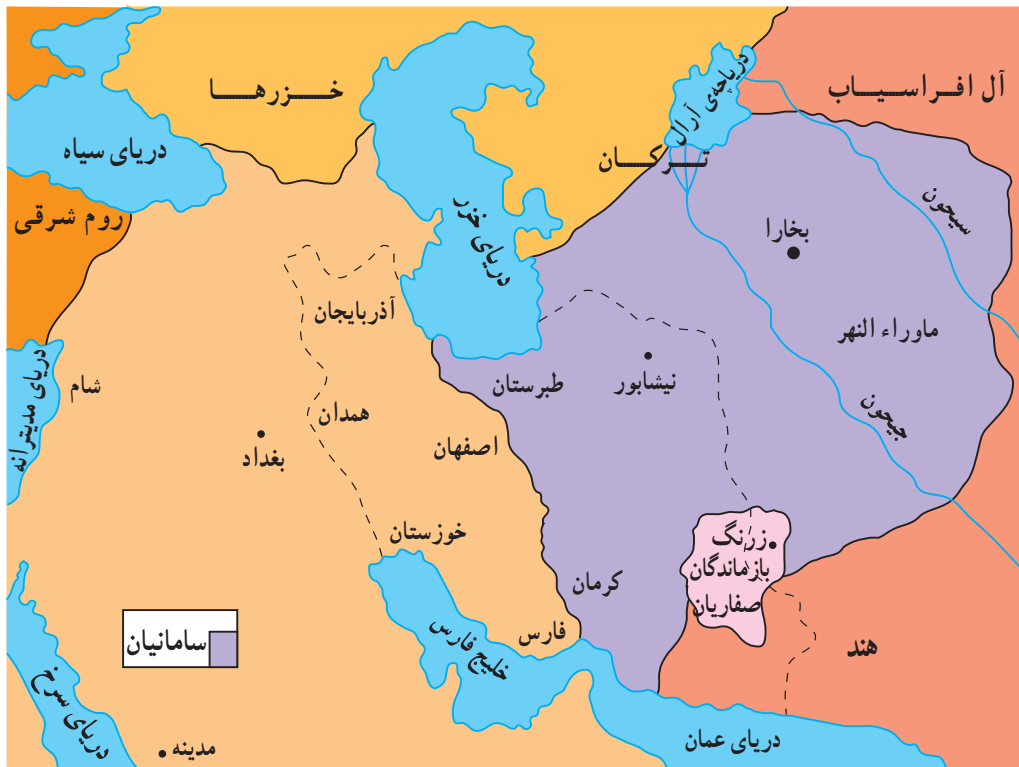 خزرها
آل افراسیاب
دریاچه‌ی آرال
ترکان
دریای سیاه
روم شرقی
دریای خزر
سیحون
بخارا
آذربایجان
ماوراء النهر
دریای مدیترانه
شام
طبرستان
نیشابور
همدان
جیحون
اصفهان
بغداد
خوزستان
زرنگ
بازماندگان
صفاریان
کرمان
فارس
خلیج فارس
سامانیان
هند
دریای سرخ
مدینه
دریای عمان